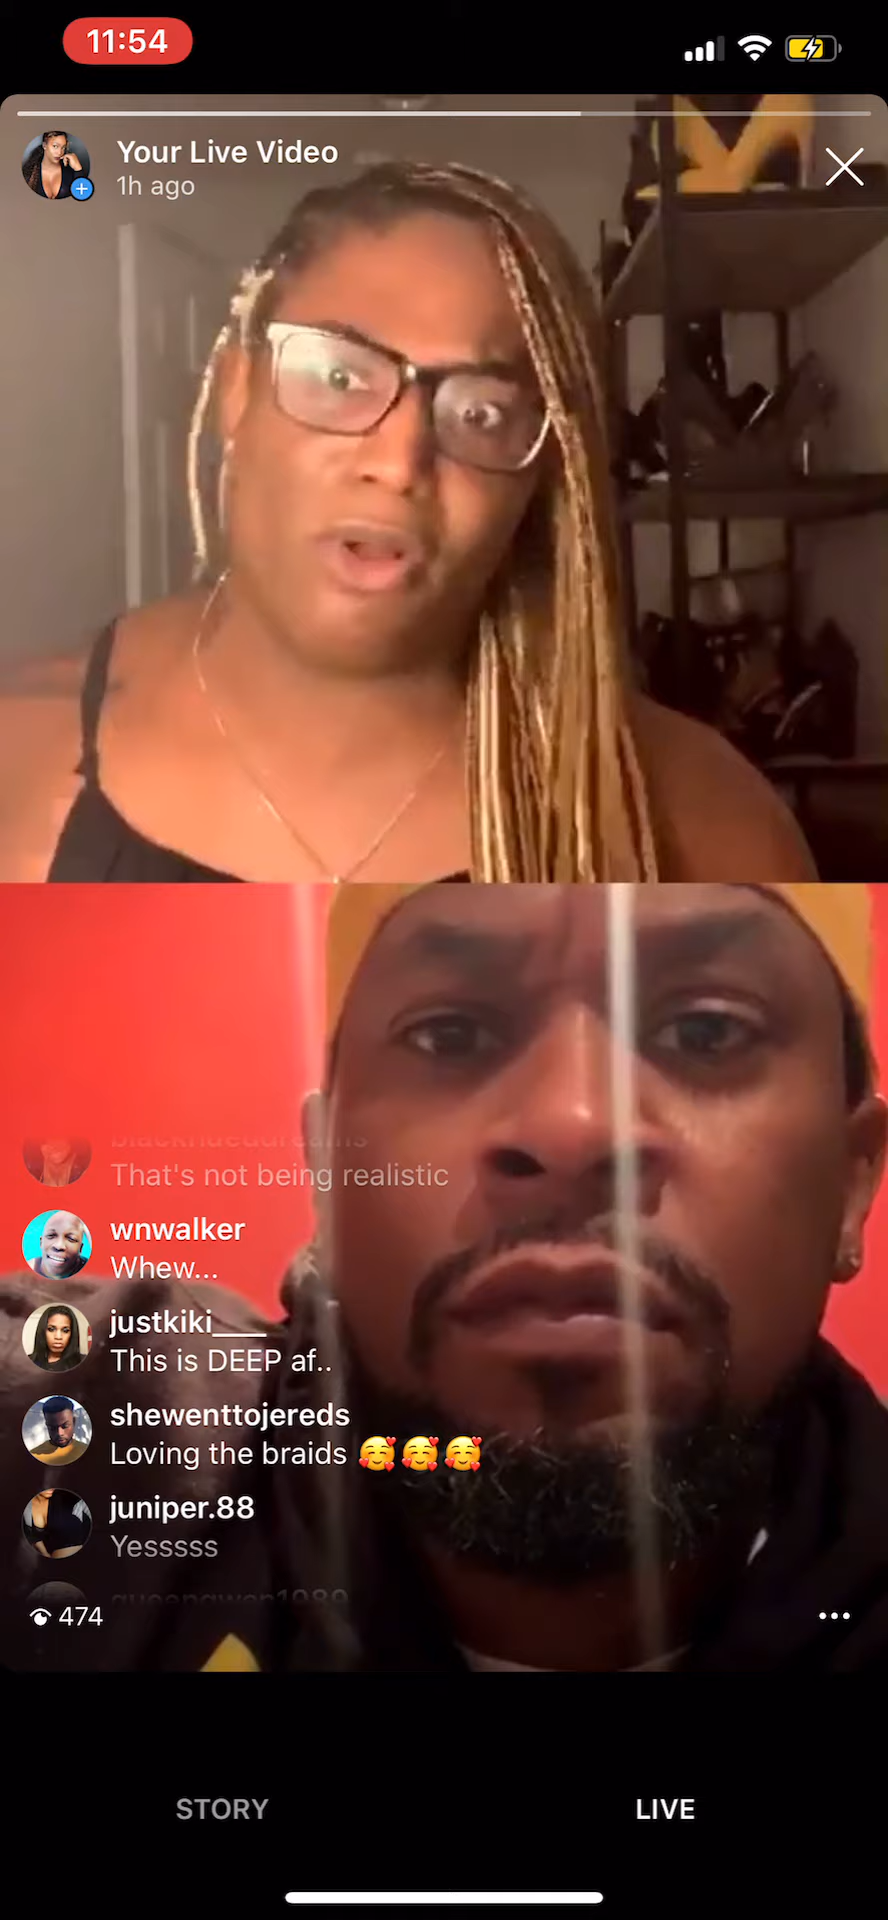 11:54
Your Live Video
1h ago
That's not being realistic
wnwalker
Whew...
justkiki____
This is DEEP af..
shewenttojereds
Loving the braids 🥰🥰🥰
juniper.88
Yesssss
474
STORY
LIVE